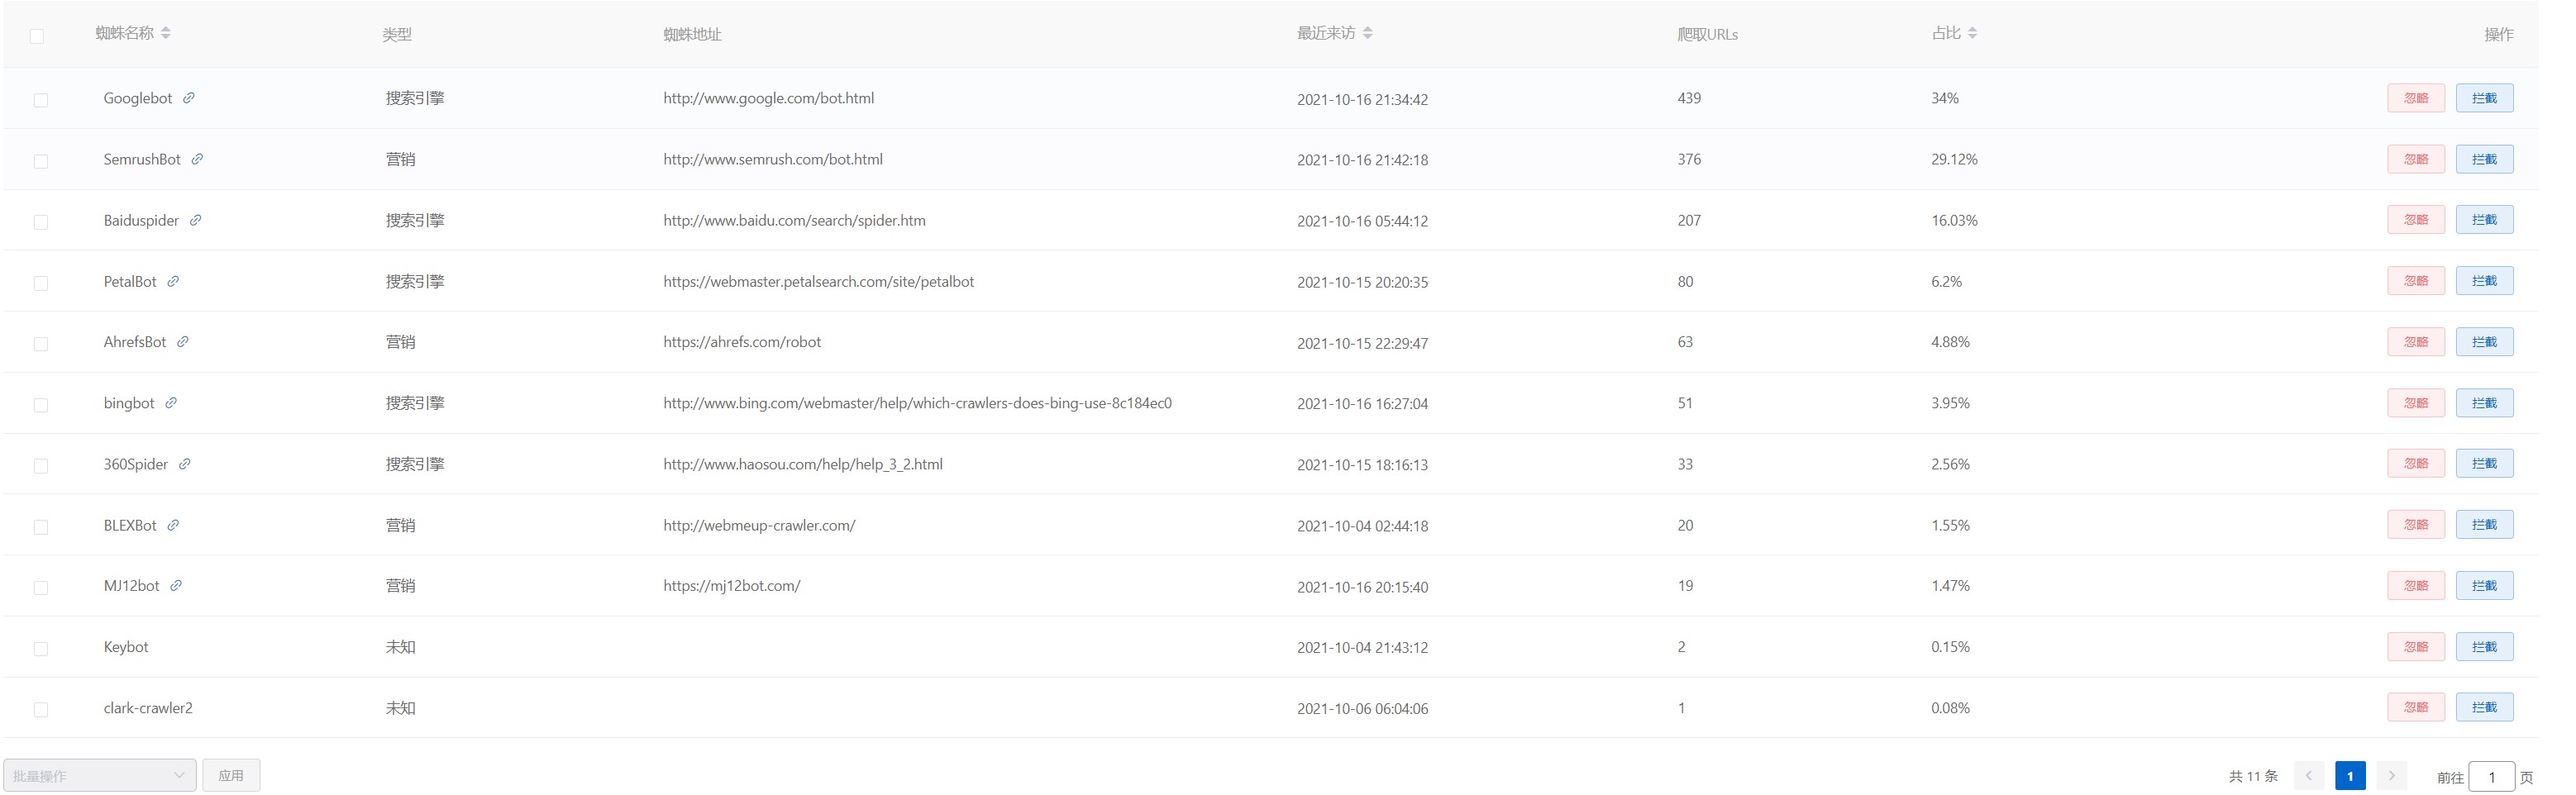 蜘蛛名称 类型 蜘蛛地址 最近来访 爬取URLs 占比 操作
Googlebot 搜索引擎 http://www.google.com/bot.html 2021-10-16 21:34:42 439 34% 忽略 拦截
SemrushBot 营销 http://www.semrush.com/bot.html 2021-10-16 21:42:18 376 29.12% 忽略 拦截
Baiduspider 搜索引擎 http://www.baidu.com/search/spider.htm 2021-10-16 05:44:12 207 16.03% 忽略 拦截
PetalBot 搜索引擎 https://webmaster.petalsearch.com/site/petalbot 2021-10-15 20:20:35 80 6.2% 忽略 拦截
AhrefsBot 营销 https://ahrefs.com/robot 2021-10-15 22:29:47 63 4.88% 忽略 拦截
bingbot 搜索引擎 http://www.bing.com/webmaster/help/which-crawlers-does-bing-use-8c184ec0 2021-10-16 16:27:04 51 3.95% 忽略 拦截
360Spider 搜索引擎 http://www.haosou.com/help/help_3_2.html 2021-10-15 18:16:13 33 2.56% 忽略 拦截
BLEXBot 营销 http://webmeup-crawler.com/ 2021-10-04 02:44:18 20 1.55% 忽略 拦截
MJ12bot 营销 https://mj12bot.com/ 2021-10-16 20:15:40 19 1.47% 忽略 拦截
Keybot 未知 2021-10-04 21:43:12 2 0.15% 忽略 拦截
clark-crawler2 未知 2021-10-06 06:04:06 1 0.08% 忽略 拦截
批量操作 应用 共 11 条 1 前往 1 页